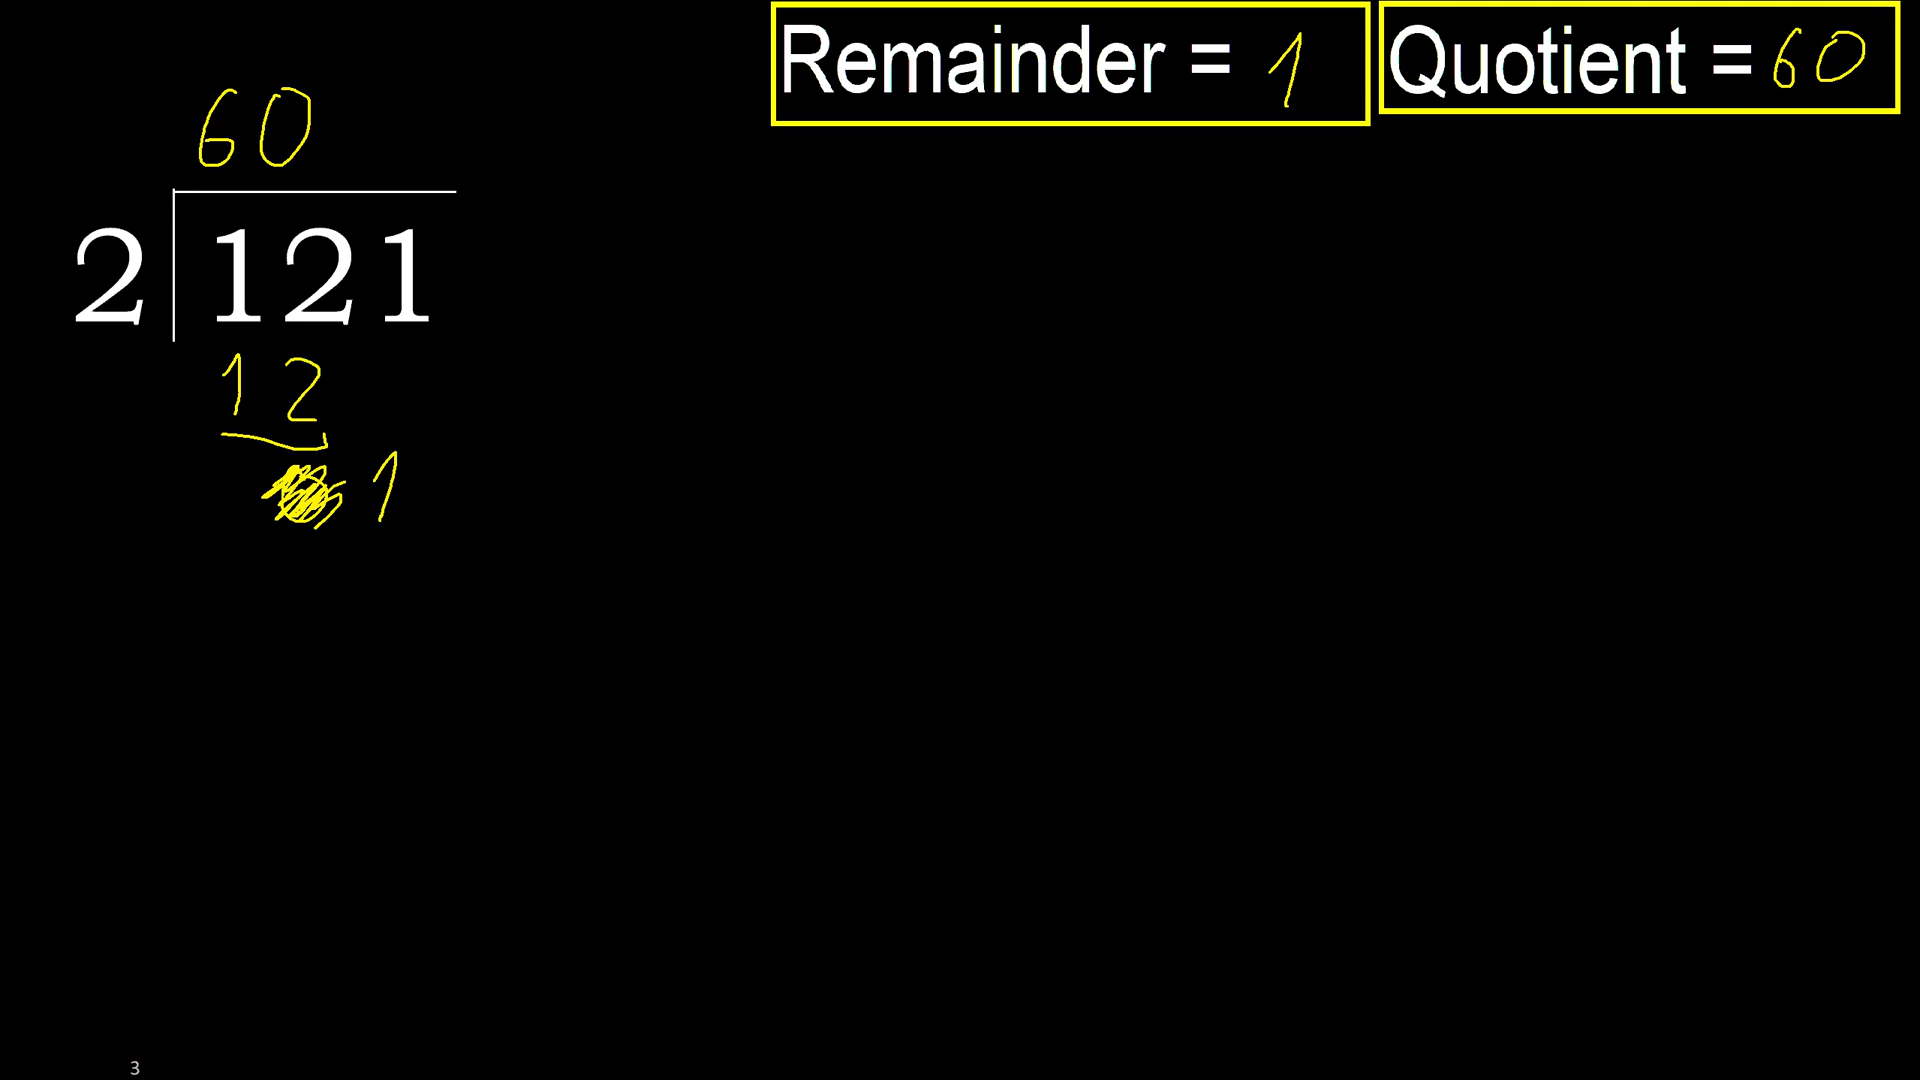 Remainder = 1
Quotient = 60
60
2 121
12
1
3